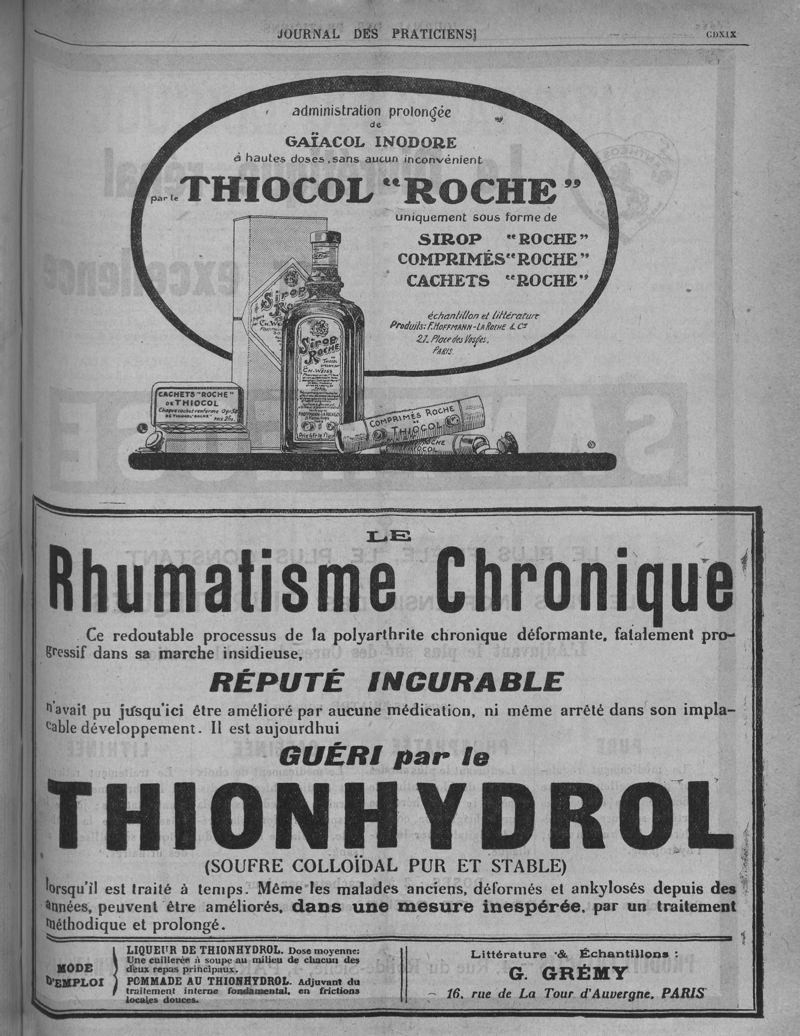 JOURNAL DES PRATICIENS
CDXIX
administration prolongée
de
GAÏACOL INODORE
à hautes doses, sans aucun inconvénient
par le THIOCOL "ROCHE"
uniquement sous forme de
SIROP "ROCHE"
COMPRIMÉS "ROCHE"
CACHETS "ROCHE"
échantillon et littérature
Produits: F. HOFFMANN-LA ROCHE & Cie
21, Place des Vosges,
PARIS
Sirop
ROCHE
CACHETS "ROCHE"
DE THIOCOL
COMPRIMÉS ROCHE
THIOCOL
LE
Rhumatisme Chronique
Ce redoutable processus de la polyarthrite chronique déformante, fatalement pro-
gressif dans sa marche insidieuse,
RÉPUTÉ INCURABLE
n'avait pu jusqu'ici être amélioré par aucune médication, ni même arrêté dans son impla-
cable développement. Il est aujourd'hui
GUÉRI par le
THIONHYDROL
(SOUFRE COLLOÏDAL PUR ET STABLE)
lorsqu'il est traité à temps. Même les malades anciens, déformés et ankylosés depuis des
années, peuvent être améliorés, dans une mesure inespérée, par un traitement
méthodique et prolongé.
MODE
D'EMPLOI
LIQUEUR DE THIONHYDROL. Dose moyenne:
Une cuillerée à soupe au milieu de chacun des
deux repas principaux.
POMMADE AU THIONHYDROL. Adjuvant du
traitement interne fondamental, en frictions
locales douces.
Littérature & Échantillons :
G. GRÉMY
16, rue de La Tour d'Auvergne, PARIS